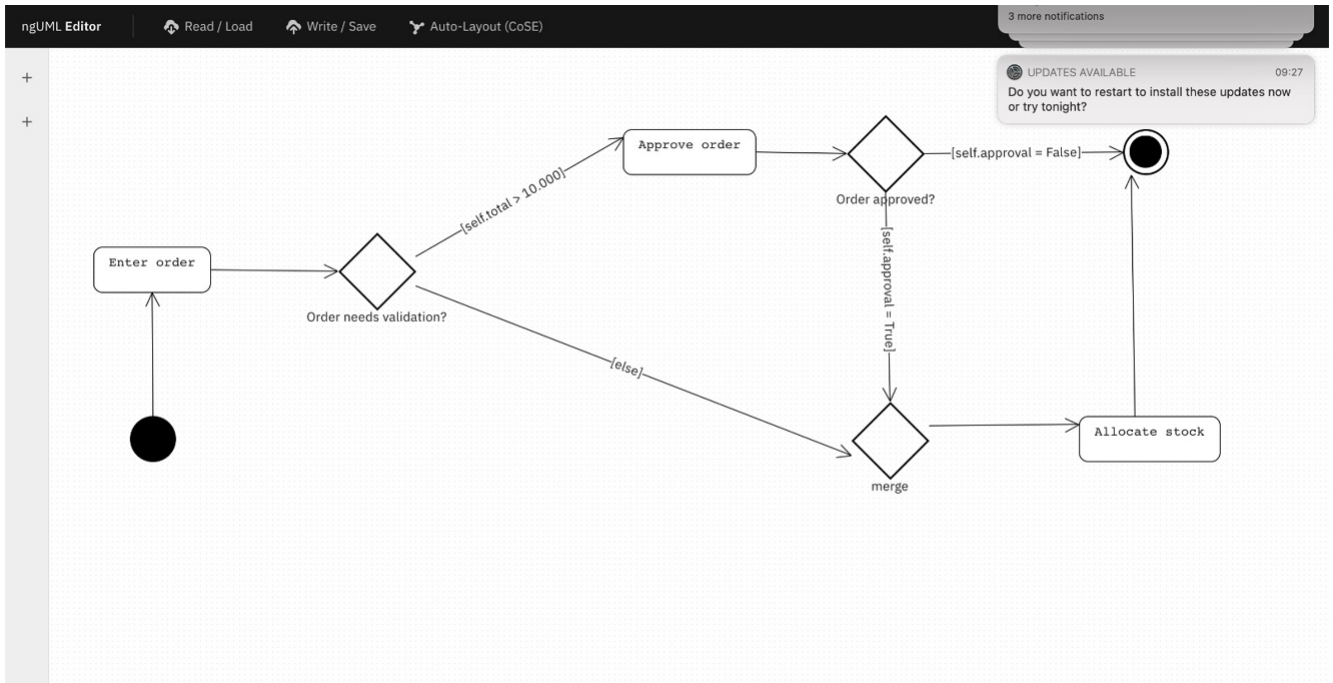 ngUML Editor
Read / Load
Write / Save
Auto-Layout (CoSE)
3 more notifications
UPDATES AVAILABLE
09:27
Do you want to restart to install these updates now
or try tonight?
+
+
Approve order
[self.approval = False]
Order approved?
[self.total > 10.000]
Enter order
Order needs validation?
[self.approval = True]
[else]
Allocate stock
merge